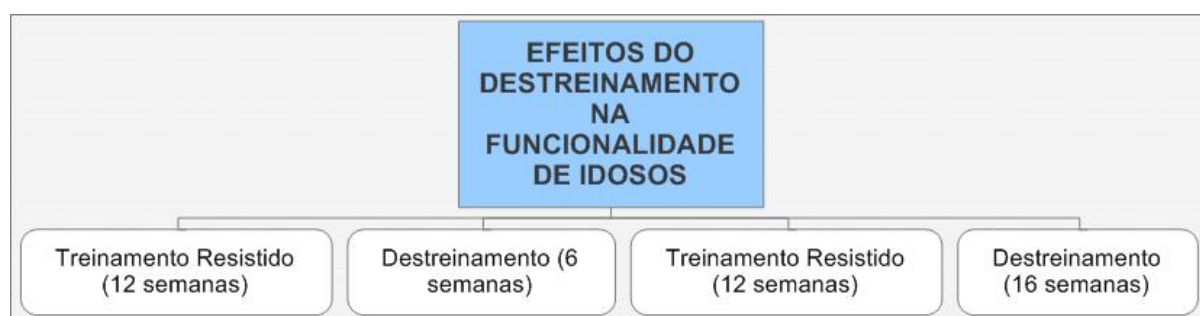 EFEITOS DO
DESTREINAMENTO
NA
FUNCIONALIDADE
DE IDOSOS
Treinamento Resistido
(12 semanas)
Destreinamento (6
semanas)
Treinamento Resistido
(12 semanas)
Destreinamento
(16 semanas)